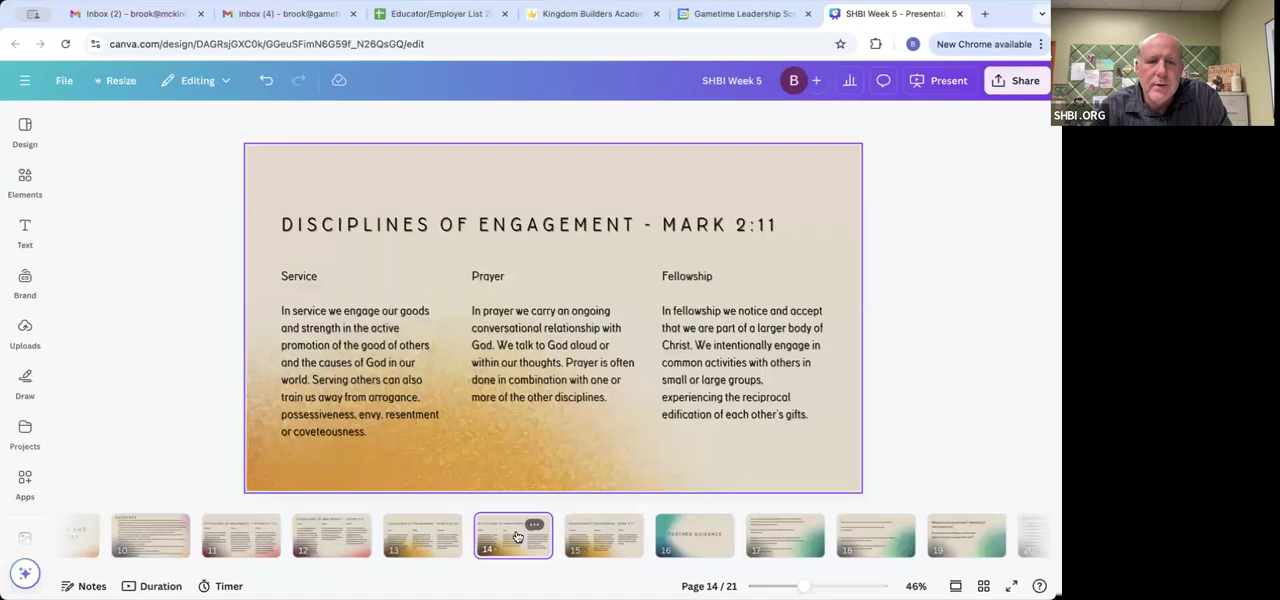 Inbox (2) - brook@mckin
Inbox (4) - brook@gameti
Educator/Employer List 2
Kingdom Builders Acade
Gametime Leadership Sc
SHBI Week 5 - Presentati
canva.com/design/DAGRsjGXC0k/GGeuSFimN6G59f_N26QsGQ/edit
B
New Chrome available
File
Resize
Editing
SHBI Week 5
B
Present
Share
SHBI.ORG
Design
Elements
Text
Brand
Uploads
Draw
Projects
Apps
DISCIPLINES OF ENGAGEMENT - MARK 2:11
Service
In service we engage our goods
and strength in the active
promotion of the good of others
and the causes of God in our
world. Serving others can also
train us away from arrogance,
possessiveness, envy, resentment
or coveteousness.
Prayer
In prayer we carry an ongoing
conversational relationship with
God. We talk to God aloud or
within our thoughts. Prayer is often
done in combination with one or
more of the other disciplines.
Fellowship
In fellowship we notice and accept
that we are part of a larger body of
Christ. We intentionally engage in
common activities with others in
small or large groups,
experiencing the reciprocal
edification of each other's gifts.
10
11
12
13
14
15
FURTHER GUIDANCE
16
17
18
19
20
Notes
Duration
Timer
Page 14 / 21
46%